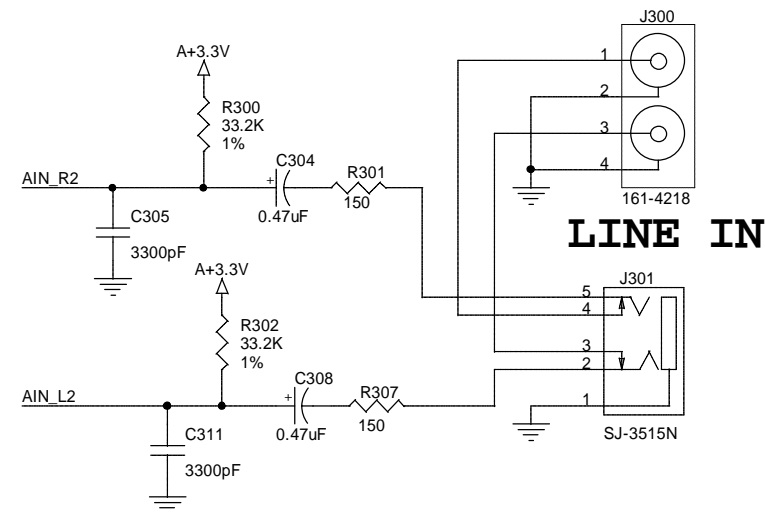 J300
1
2
3
4
161-4218
LINE IN
A+3.3V
R300
33.2K
1%
C304
+
0.47uF
R301
150
AIN_R2
C305
3300pF
A+3.3V
R302
33.2K
1%
C308
+
0.47uF
R307
150
AIN_L2
C311
3300pF
J301
5
4
3
2
1
SJ-3515N